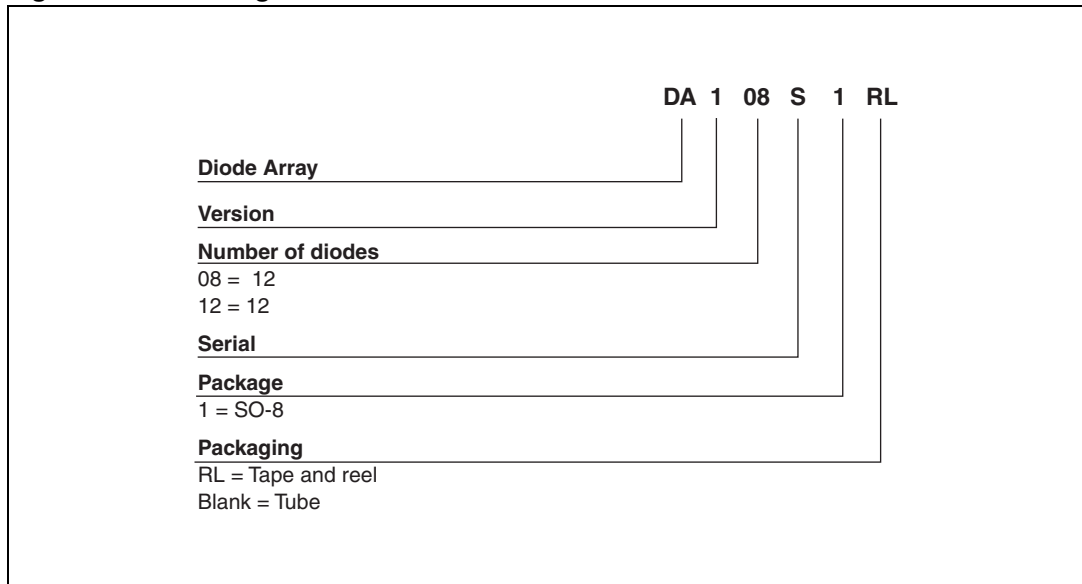 DA 1 08 S 1 RL
Diode Array
Version
Number of diodes
08 = 12
12 = 12
Serial
Package
1 = SO-8
Packaging
RL = Tape and reel
Blank = Tube